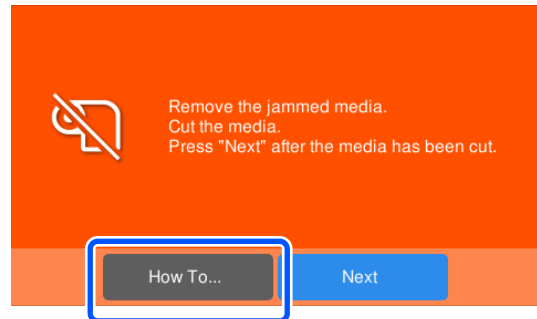 Remove the jammed media.
Cut the media.
Press "Next" after the media has been cut.
How To...
Next